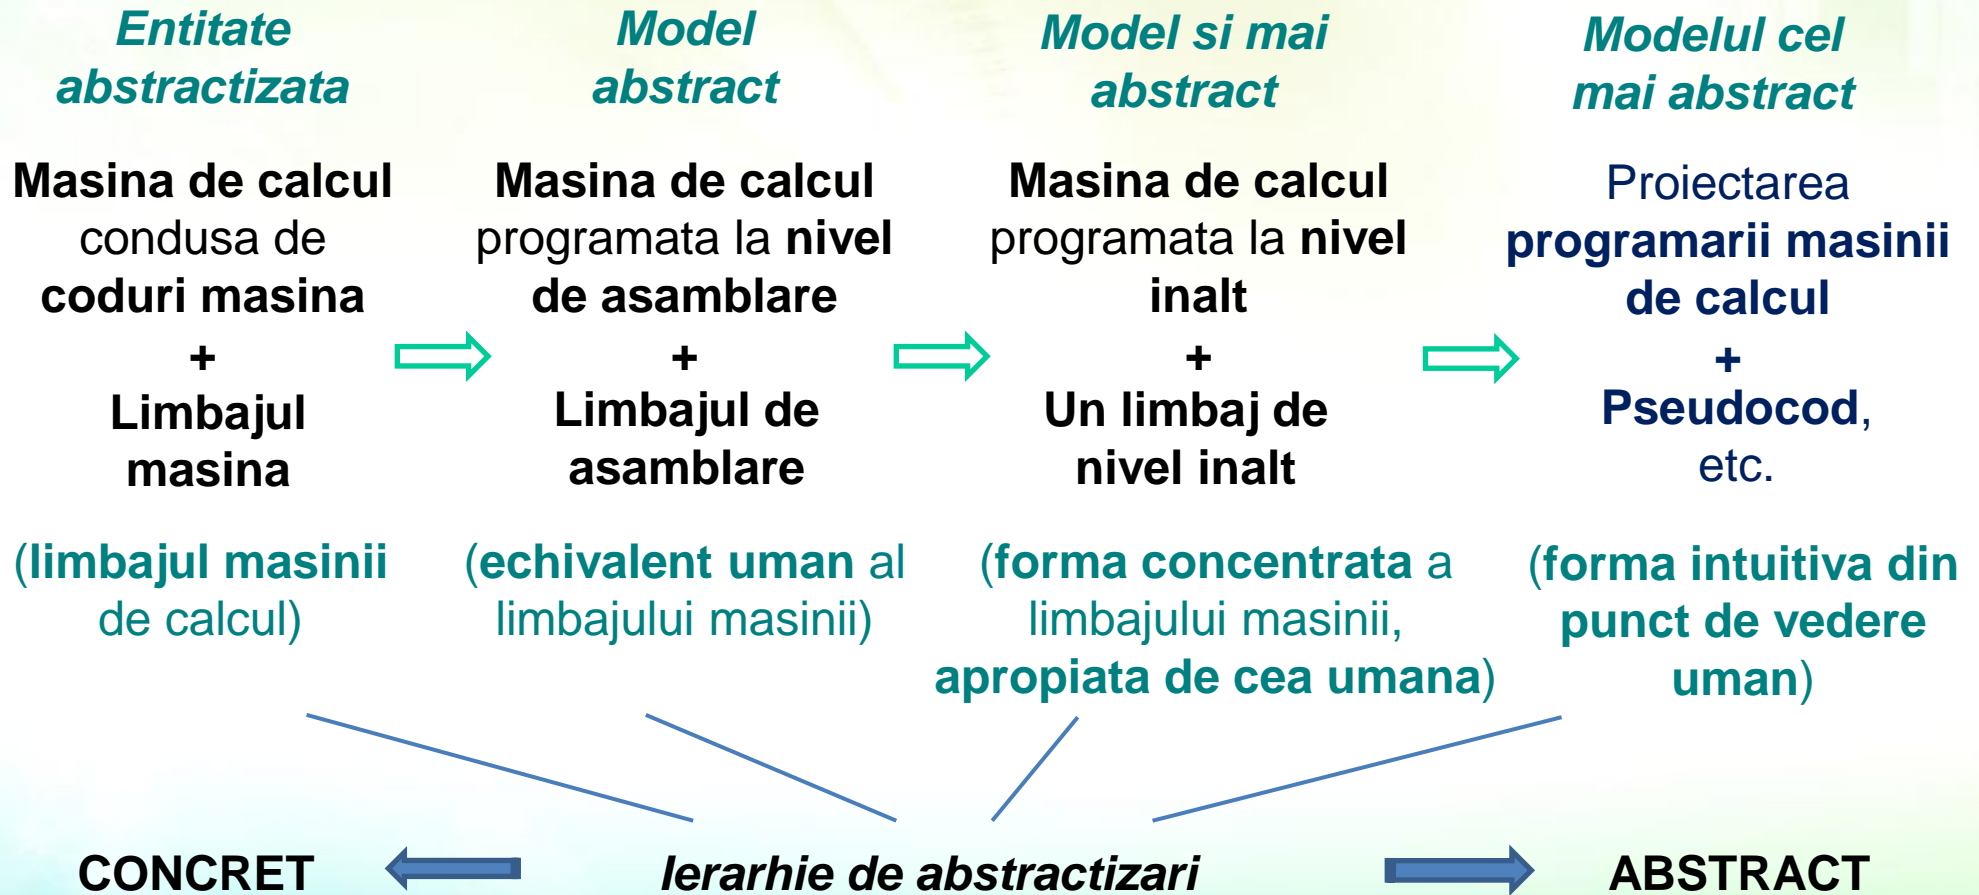 Entitate
abstractizata
Masina de calcul
condusa de
coduri masina
+
Limbajul
masina
(limbajul masinii
de calcul)
Model
abstract
Masina de calcul
programata la nivel
de asamblare
+
Limbajul de
asamblare
(echivalent uman al
limbajului masinii)
Model si mai
abstract
Masina de calcul
programata la nivel
inalt
+
Un limbaj de
nivel inalt
(forma concentrata a
limbajului masinii,
apropiata de cea umana)
Modelul cel
mai abstract
Proiectarea
programarii masinii
de calcul
+
Pseudocod,
etc.
(forma intuitiva din
punct de vedere
uman)
CONCRET
Ierarhie de abstractizari
ABSTRACT